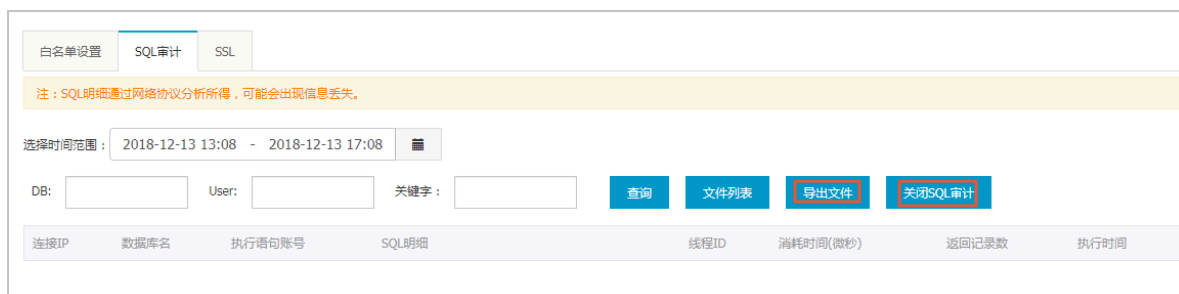 白名单设置 SQL审计 SSL
注：SQL明细通过网络协议分析所得，可能会出现信息丢失。
选择时间范围： 2018-12-13 13:08 - 2018-12-13 17:08
DB: User: 关键字： 查询 文件列表 导出文件 关闭SQL审计
连接IP 数据库名 执行语句账号 SQL明细 线程ID 消耗时间(微秒) 返回记录数 执行时间